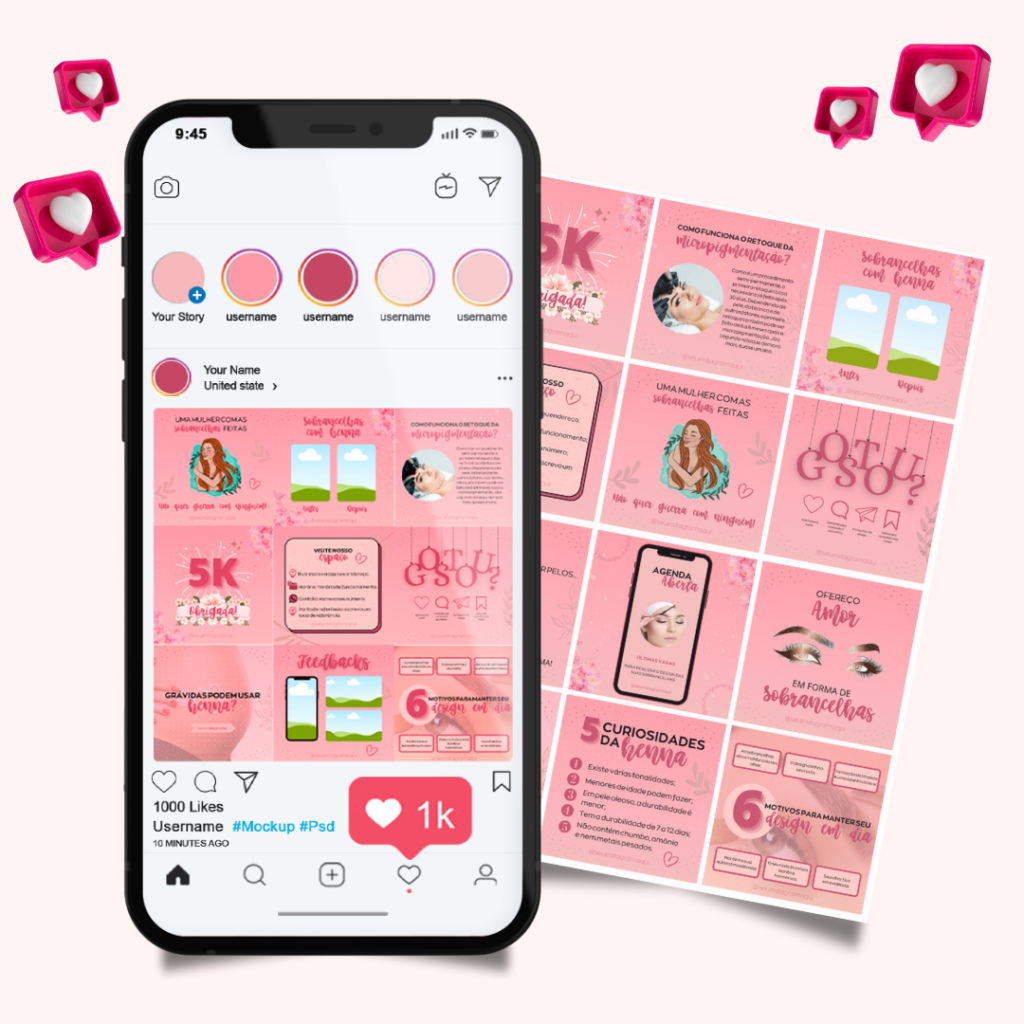 9:45
Your Story
username
username
username
username
Your Name
United state
UMA MULHER COM AS
sobrancelhas FEITAS
não quer guerra com ninguém!
sobrancelhas
com henna
Antes
Depois
COMO FUNCIONA O RETOQUE DA
micropigmentação?
5K
Obrigada!
VISITE NOSSO
espaço
GOSTOU?
GRÁVIDAS PODEM USAR
henna?
Feedbacks
6 MOTIVOS PARA MANTER SEU
design em dia
1000 Likes
Username #Mockup #Psd
10 MINUTES AGO
1k
5K
COMO FUNCIONA O RETOQUE DA
micropigmentação?
sobrancelhas
com henna
Antes
Depois
@seuinstagramaqui
UMA MULHER COM AS
sobrancelhas FEITAS
não quer guerra com ninguém!
@seuinstagramaqui
GOSTOU?
@seuinstagramaqui
AGENDA
Aberta
ÚLTIMAS VAGAS
OFEREÇO
Amor
EM FORMA DE
sobrancelhas
5 CURIOSIDADES
DA henna
1 Existe várias tonalidades;
2 Menores de idade podem fazer;
3 Em pele oleosa, a durabilidade é
menor;
4 Tem a durabilidade de 7 a 12 dias;
5 Não contém chumbo, amônia
e nem metais pesados.
@seuinstagramaqui
6 MOTIVOS PARA MANTER SEU
design em dia
@seuinstagramaqui